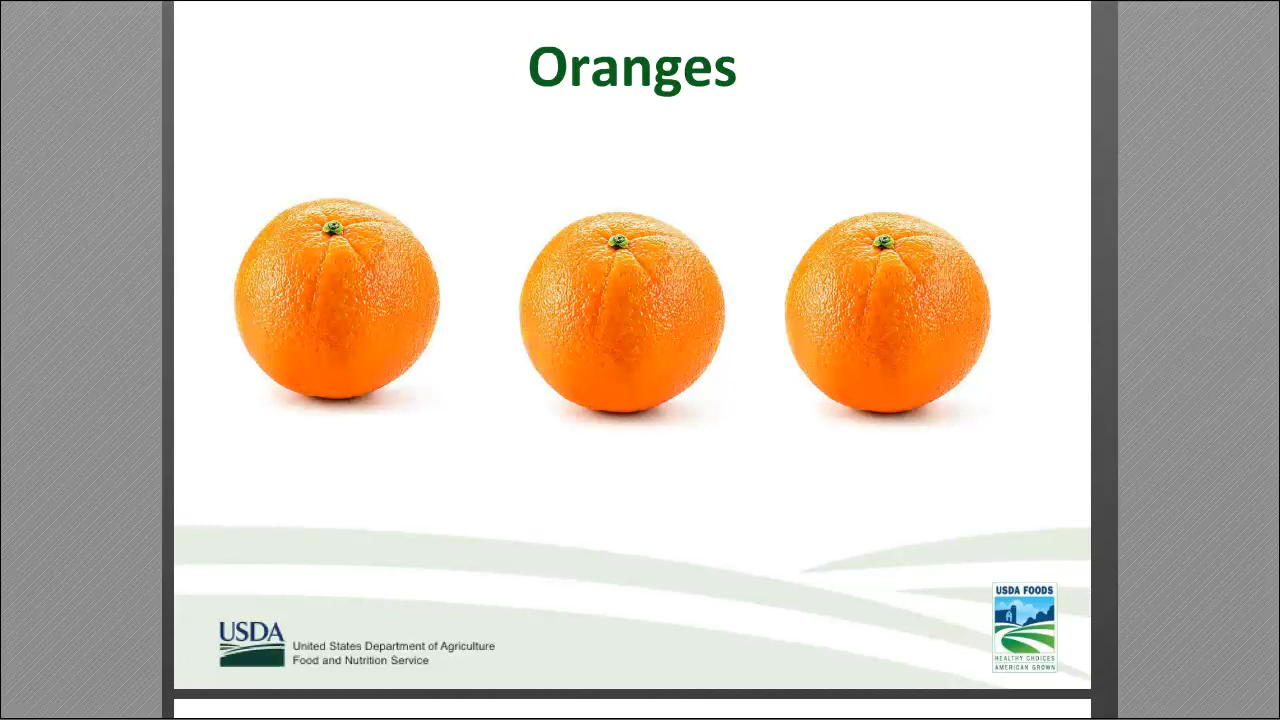 Oranges
USDA
United States Department of Agriculture
Food and Nutrition Service
USDA FOODS
HEALTHY CHOICES
AMERICAN GROWN